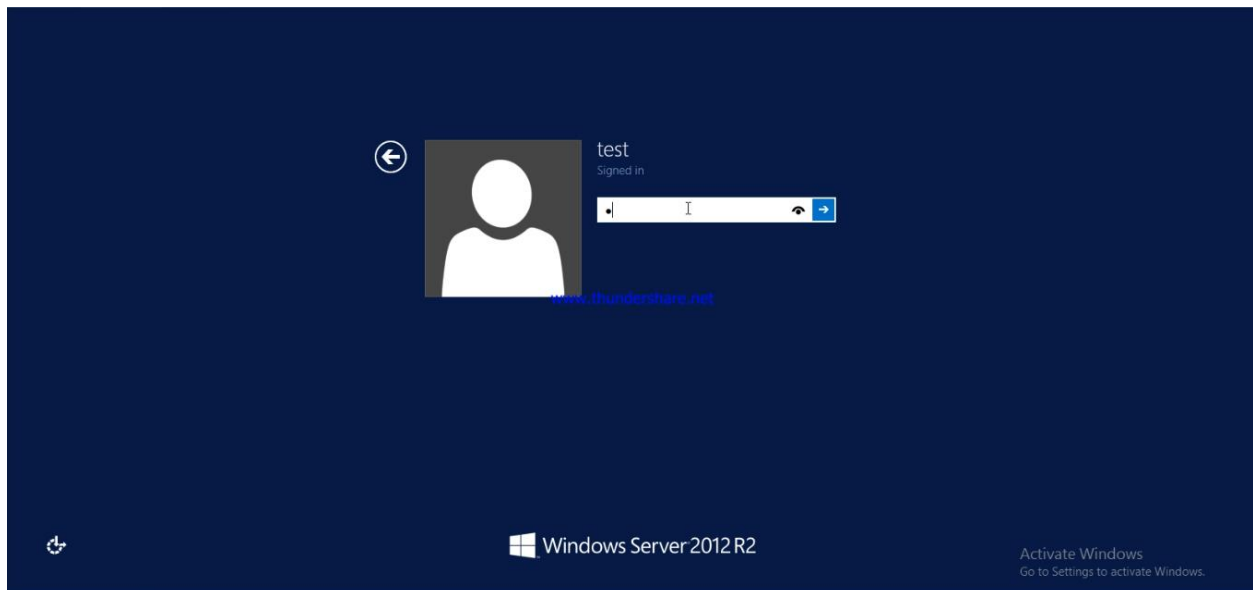 test
Signed in
www.thundershare.net
Windows Server 2012 R2
Activate Windows
Go to Settings to activate Windows.